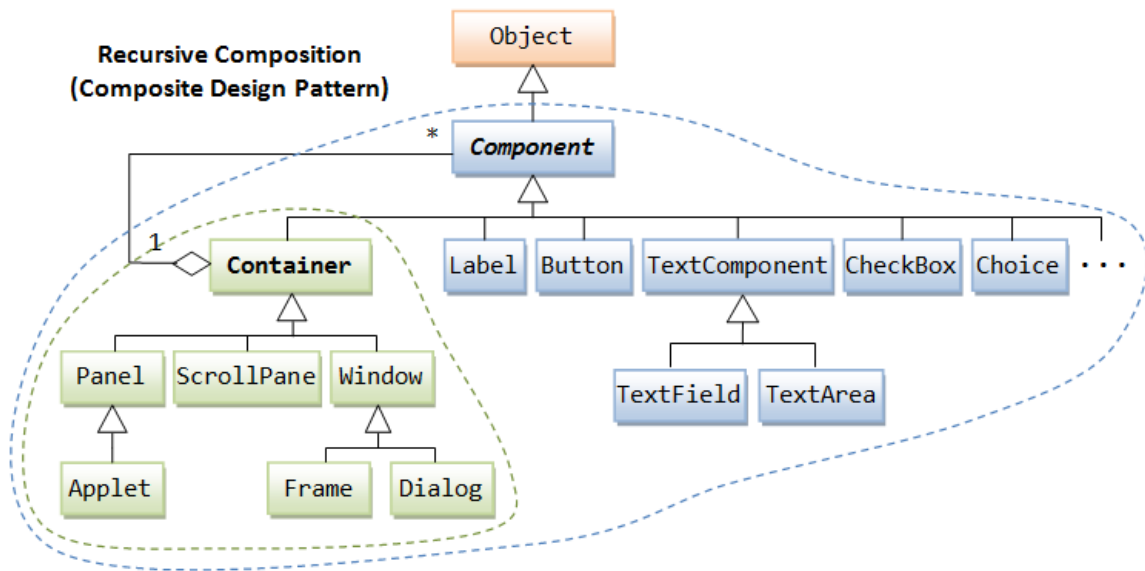 Object
Recursive Composition
(Composite Design Pattern)
*
Component
1
Container
Label
Button
TextComponent
CheckBox
Choice
...
Panel
ScrollPane
Window
TextField
TextArea
Applet
Frame
Dialog